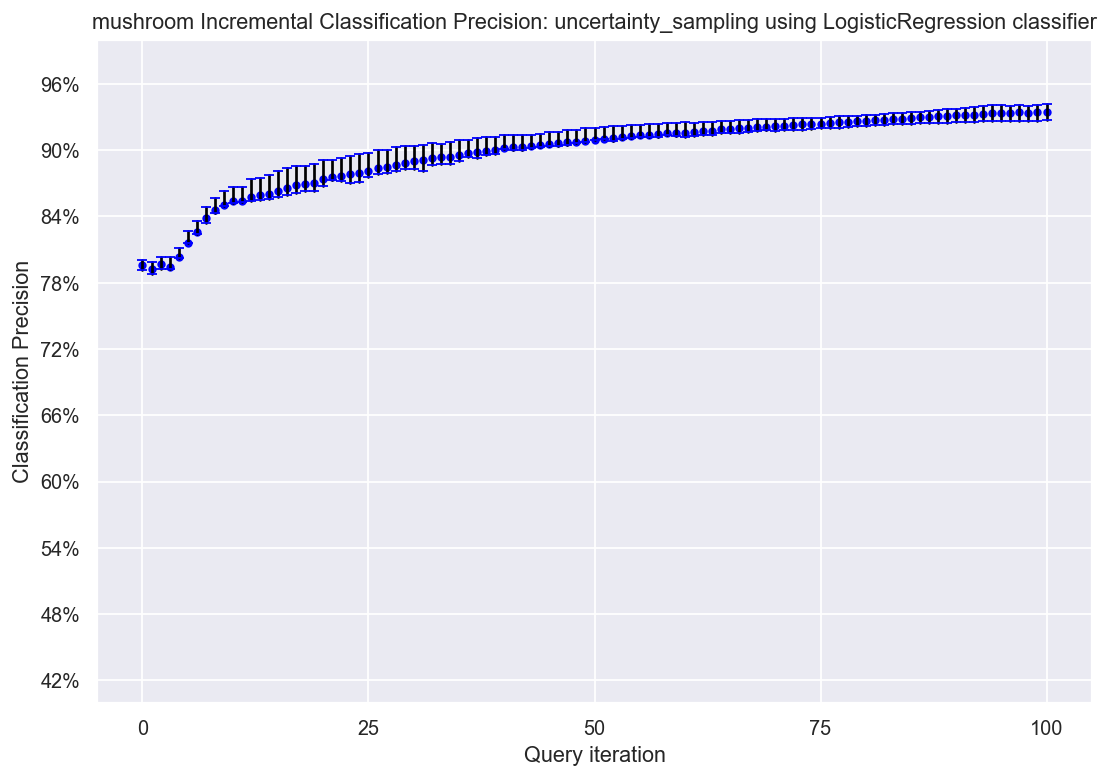 mushroom Incremental Classification Precision: uncertainty_sampling using LogisticRegression classifier
96%
90%
84%
78%
72%
66%
60%
54%
48%
42%
Classification Precision
0 25 50 75 100
Query iteration